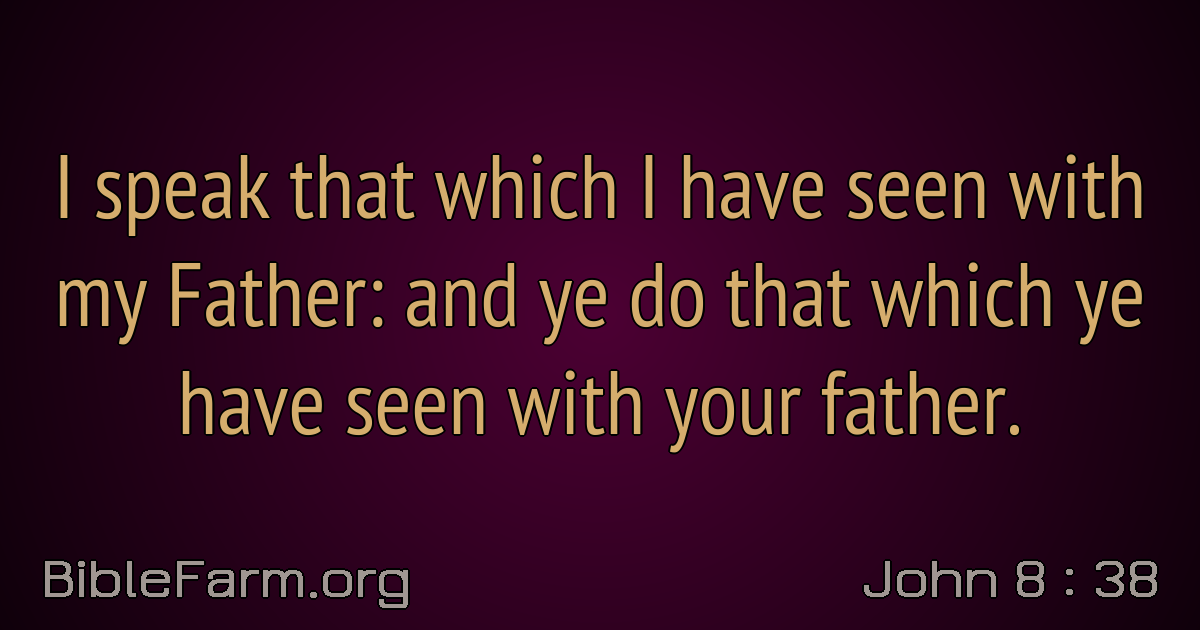 I speak that which I have seen with
my Father: and ye do that which ye
have seen with your father.
BibleFarm.org
John 8 : 38